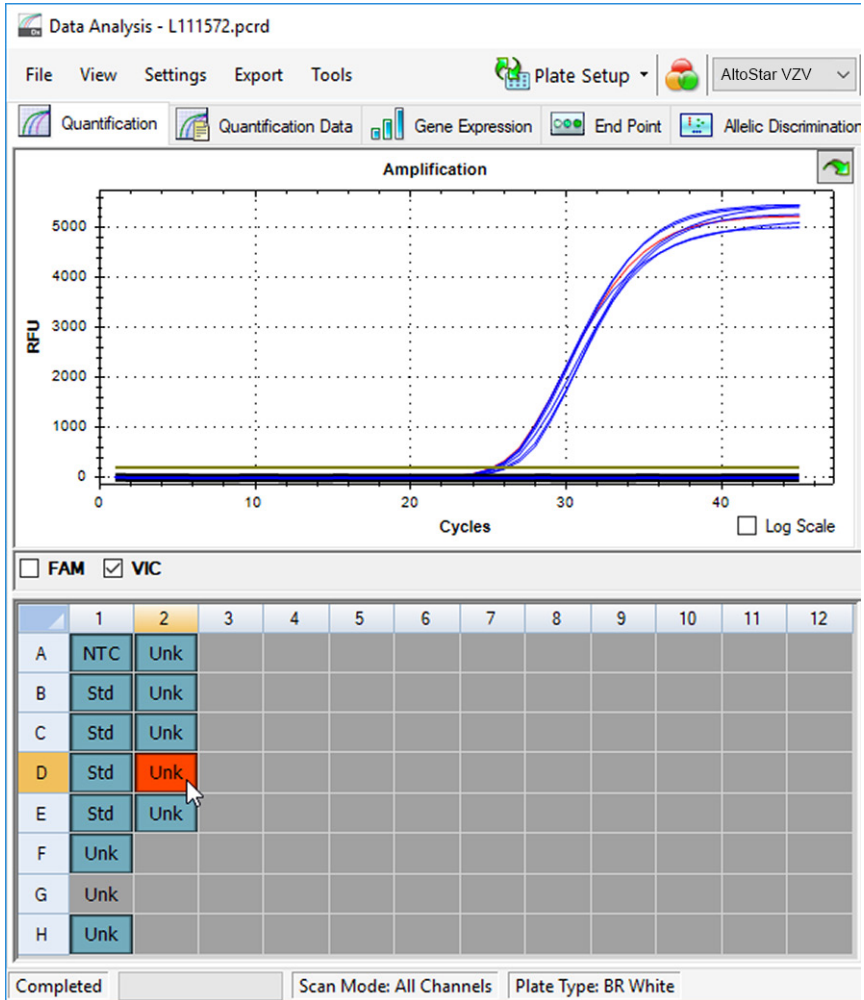 Data Analysis - L111572.pcrd
File View Settings Export Tools Plate Setup AltoStar VZV
Quantification Quantification Data Gene Expression End Point Allelic Discrimination
Amplification
5000
4000
3000
2000
1000
0
RFU
0 10 20 30 40
Cycles
Log Scale
FAM VIC
1 2 3 4 5 6 7 8 9 10 11 12
A NTC Unk
B Std Unk
C Std Unk
D Std Unk
E Std Unk
F Unk
G Unk
H Unk
Completed Scan Mode: All Channels Plate Type: BR White